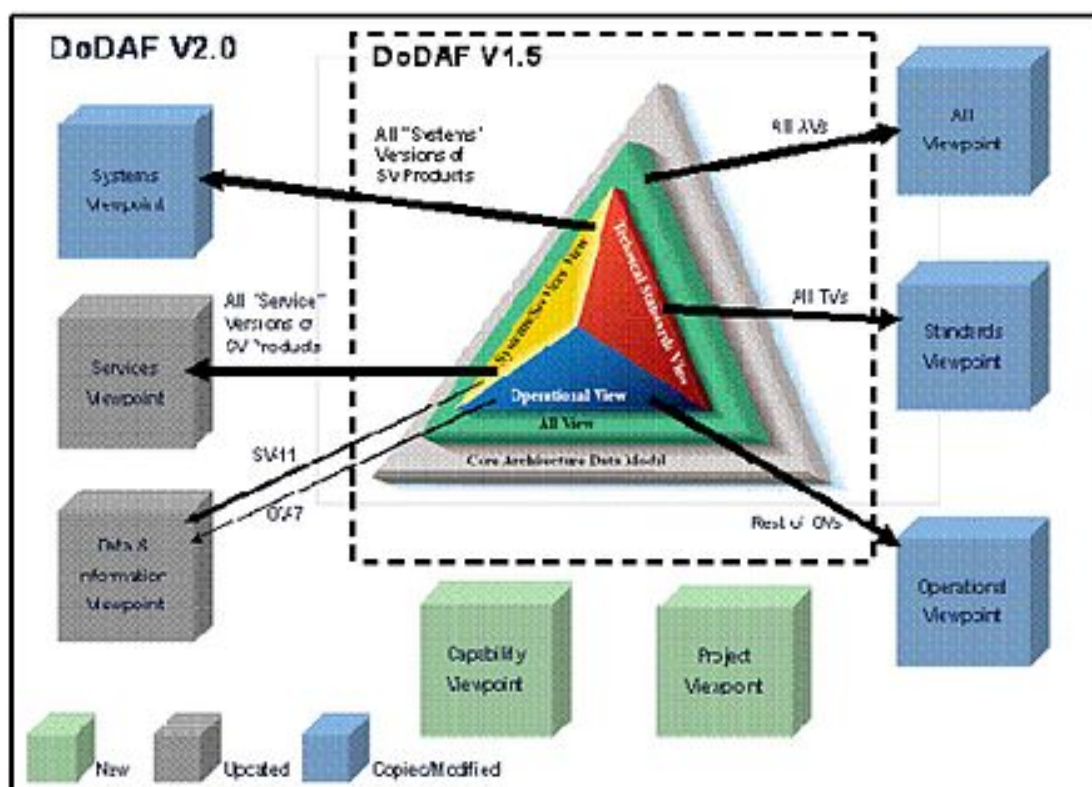 DoDAF V2.0
DoDAF V1.5
All "Systems"
Versions of
SV Products
All AVs
All
Viewpoint
Systems
Viewpoint
Technical Standards View
Systems/Services View
All "Service"
Versions of
SV Products
All TVs
Standards
Viewpoint
Services
Viewpoint
Operational View
All View
Core Architecture Data Model
SV-11
OV-7
Rest of OVs
Data &
Information
Viewpoint
Operational
Viewpoint
Capability
Viewpoint
Project
Viewpoint
New
Updated
Copied/Modified